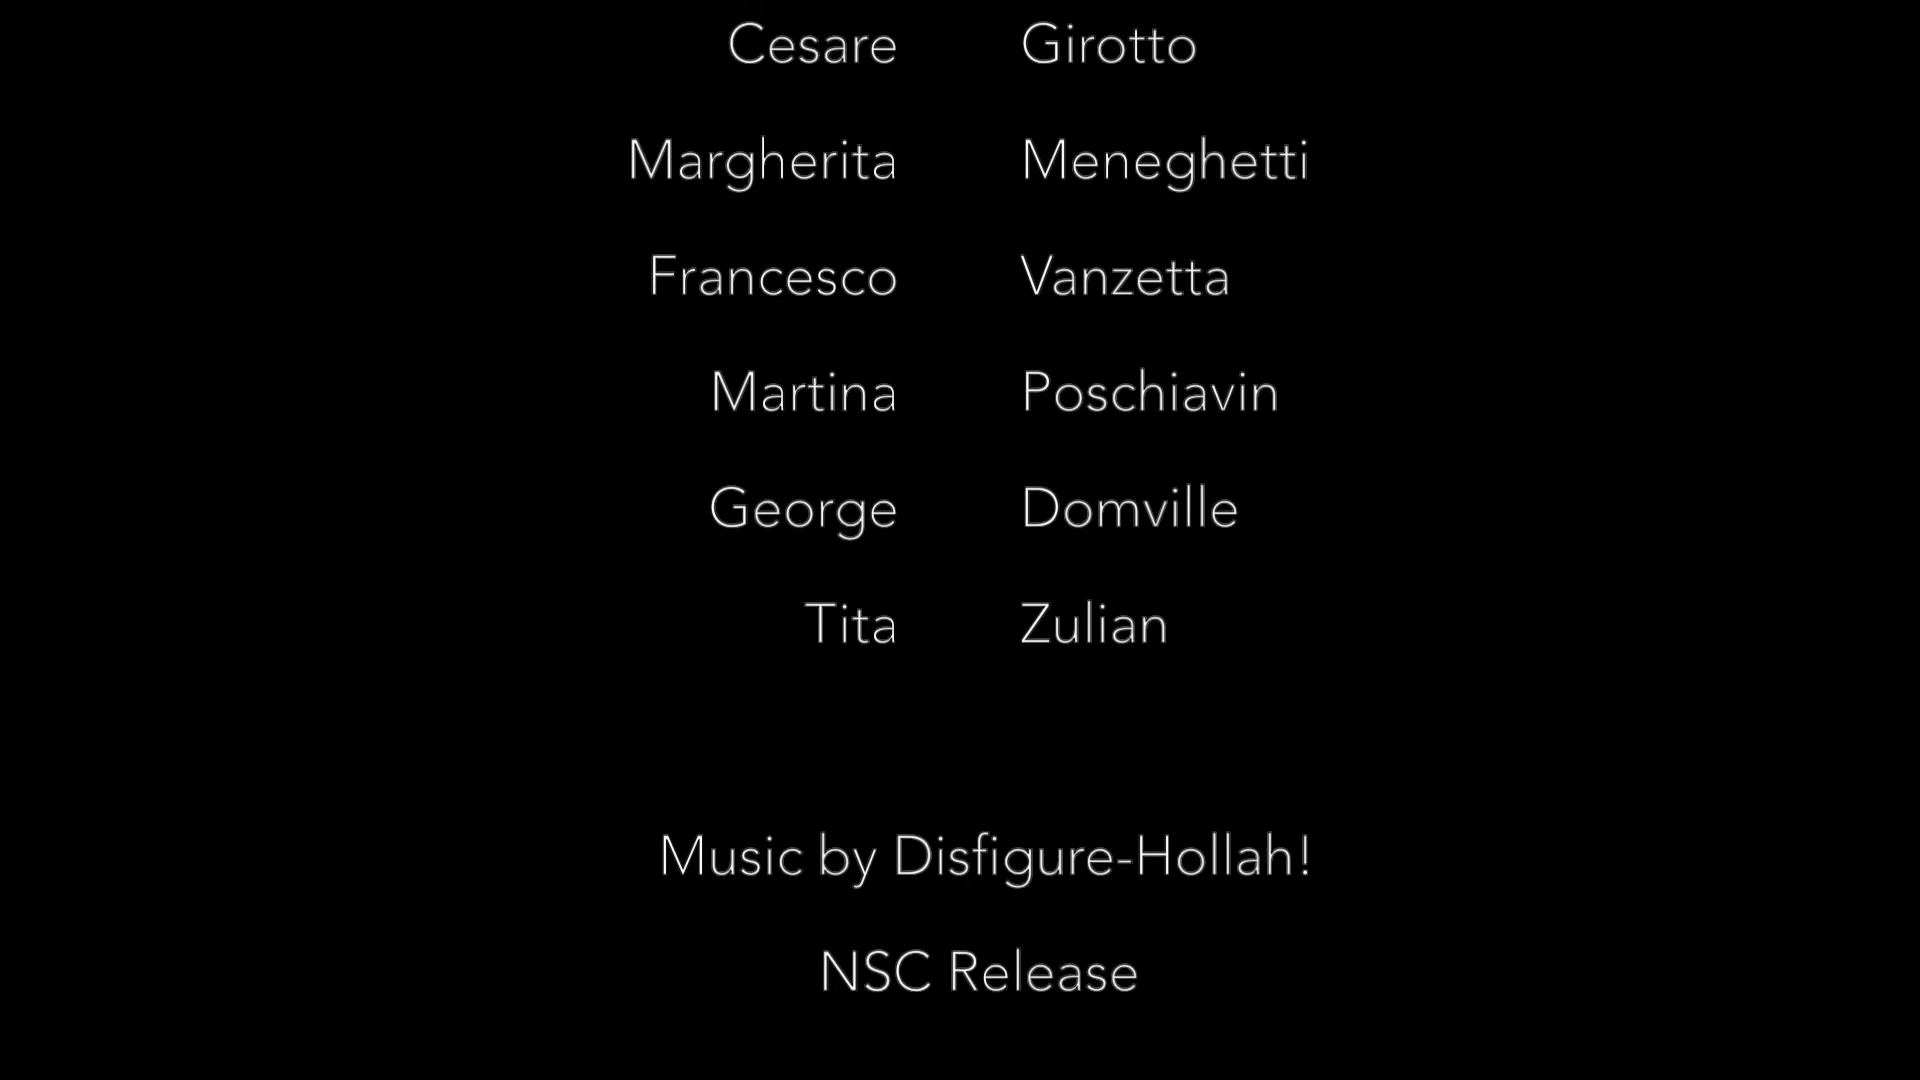 Cesare Girotto
Margherita Meneghetti
Francesco Vanzetta
Martina Poschiavin
George Domville
Tita Zulian
Music by Disfigure-Hollah!
NSC Release